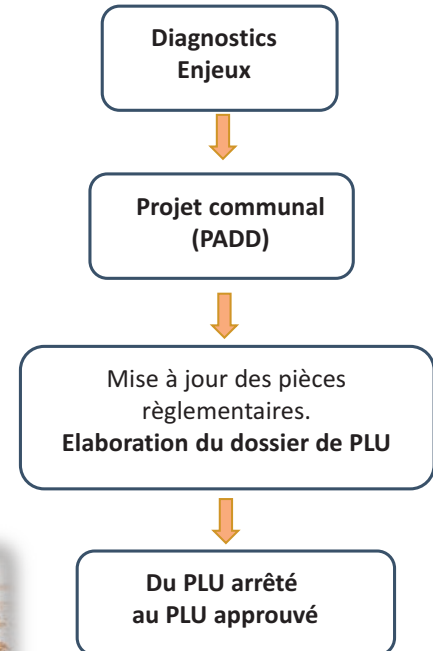 Diagnostics
Enjeux
Projet communal
(PADD)
Mise à jour des pièces
règlementaires.
Elaboration du dossier de PLU
Du PLU arrêté
au PLU approuvé